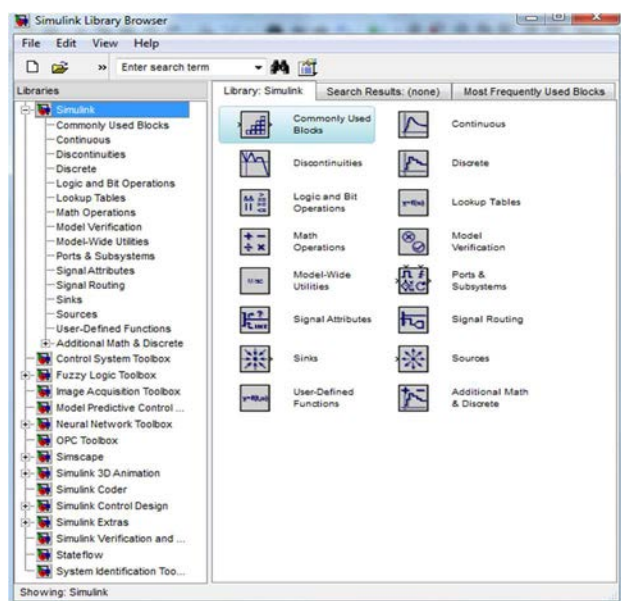 Simulink Library Browser
File Edit View Help
» Enter search term
Libraries
Library: Simulink Search Results: (none) Most Frequently Used Blocks
Simulink
Commonly Used Blocks
Continuous
Discontinuities
Discrete
Logic and Bit Operations
Lookup Tables
Math Operations
Model Verification
Model-Wide Utilities
Ports & Subsystems
Signal Attributes
Signal Routing
Sinks
Sources
User-Defined Functions
Additional Math & Discrete
Control System Toolbox
Fuzzy Logic Toolbox
Image Acquisition Toolbox
Model Predictive Control ...
Neural Network Toolbox
OPC Toolbox
Simscape
Simulink 3D Animation
Simulink Coder
Simulink Control Design
Simulink Extras
Simulink Verification and ...
Stateflow
System Identification Too...
Commonly Used
Blocks
Continuous
Discontinuities
Discrete
Logic and Bit
Operations
Lookup Tables
Math
Operations
Model
Verification
Model-Wide
Utilities
Ports &
Subsystems
Signal Attributes
Signal Routing
Sinks
Sources
User-Defined
Functions
Additional Math
& Discrete
Showing: Simulink